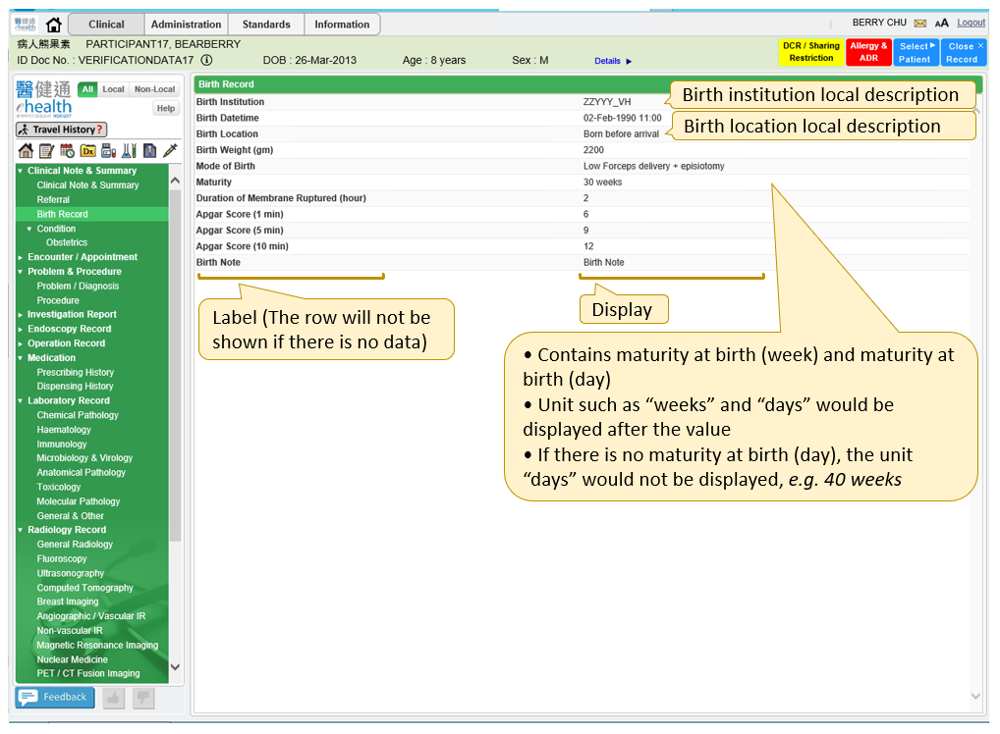 醫健通
ehealth
Clinical
Administration
Standards
Information
BERRY CHU
AA
Logout
病人熊果素 PARTICIPANT17, BEARBERRY
ID Doc No. : VERIFICATIONDATA17
DOB : 26-Mar-2013
Age : 8 years
Sex : M
Details
DCR / Sharing
Restriction
Allergy &
ADR
Select
Patient
Close ×
Record
醫健通
ehealth
All
Local
Non-Local
Help
Travel History?
Dx
Clinical Note & Summary
Clinical Note & Summary
Referral
Birth Record
Condition
Obstetrics
Encounter / Appointment
Problem & Procedure
Problem / Diagnosis
Procedure
Investigation Report
Endoscopy Record
Operation Record
Medication
Prescribing History
Dispensing History
Laboratory Record
Chemical Pathology
Haematology
Immunology
Microbiology & Virology
Anatomical Pathology
Toxicology
Molecular Pathology
General & Other
Radiology Record
General Radiology
Fluoroscopy
Ultrasonography
Computed Tomography
Breast Imaging
Angiographic / Vascular IR
Non-vascular IR
Magnetic Resonance Imaging
Nuclear Medicine
PET / CT Fusion Imaging
Feedback
Birth Record
Birth Institution ZZYYY_VH
Birth institution local description
Birth Datetime 02-Feb-1990 11:00
Birth Location Born before arrival
Birth location local description
Birth Weight (gm) 2200
Mode of Birth Low Forceps delivery + episiotomy
Maturity 30 weeks
Duration of Membrane Ruptured (hour) 2
Apgar Score (1 min) 6
Apgar Score (5 min) 9
Apgar Score (10 min) 12
Birth Note Birth Note
Label (The row will not be
shown if there is no data)
Display
• Contains maturity at birth (week) and maturity at
birth (day)
• Unit such as “weeks” and “days” would be
displayed after the value
• If there is no maturity at birth (day), the unit
“days” would not be displayed, e.g. 40 weeks